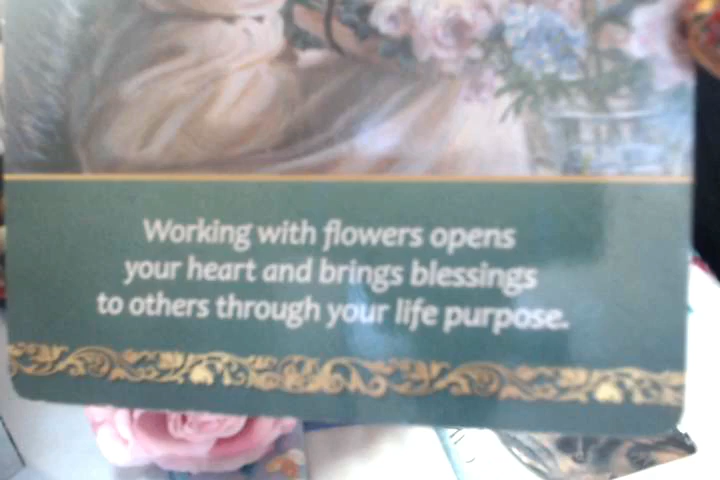 Working with flowers opens
your heart and brings blessings
to others through your life purpose.